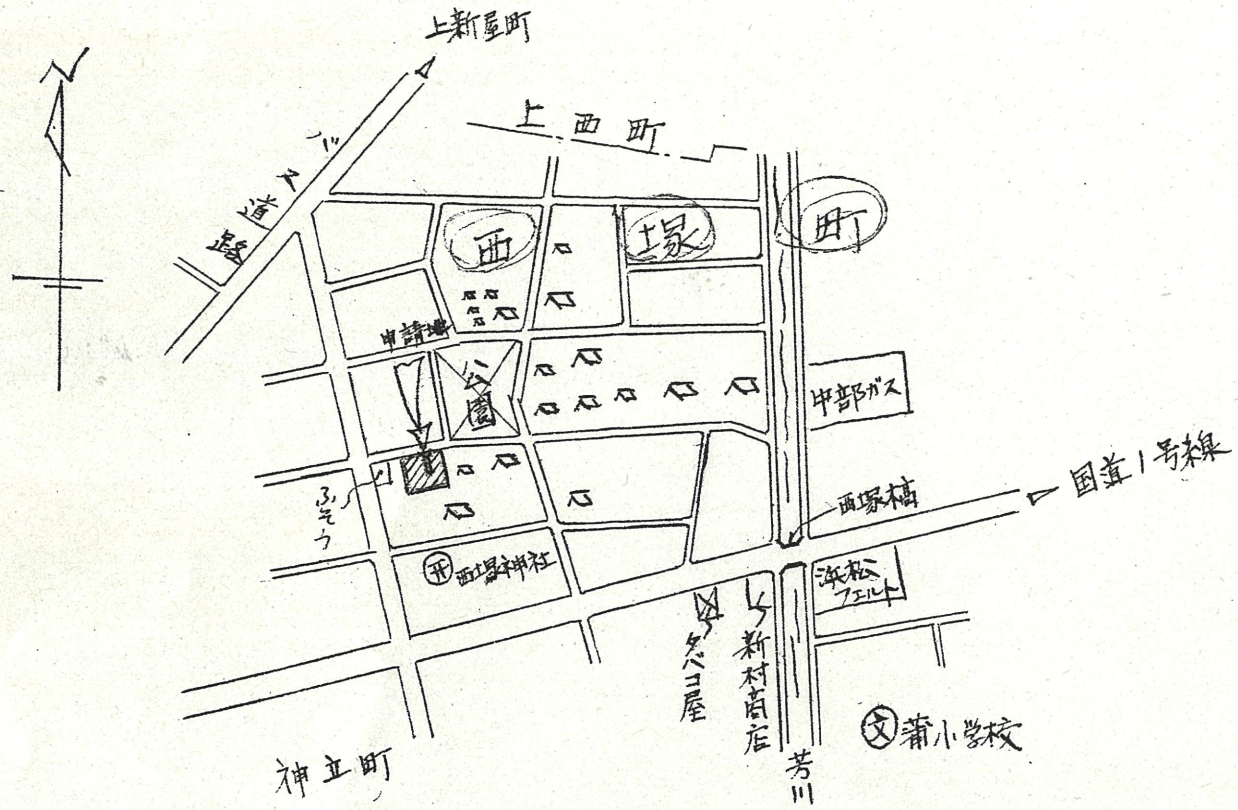 上新屋町
N
上西町
バス道路
西塚町
申請地
公園
中部ガス
国道1号線
ふそう
西塚橋
西塚神社
浜松フェルト
タバコ屋
新村商店
文
蒲小学校
芳川
神立町